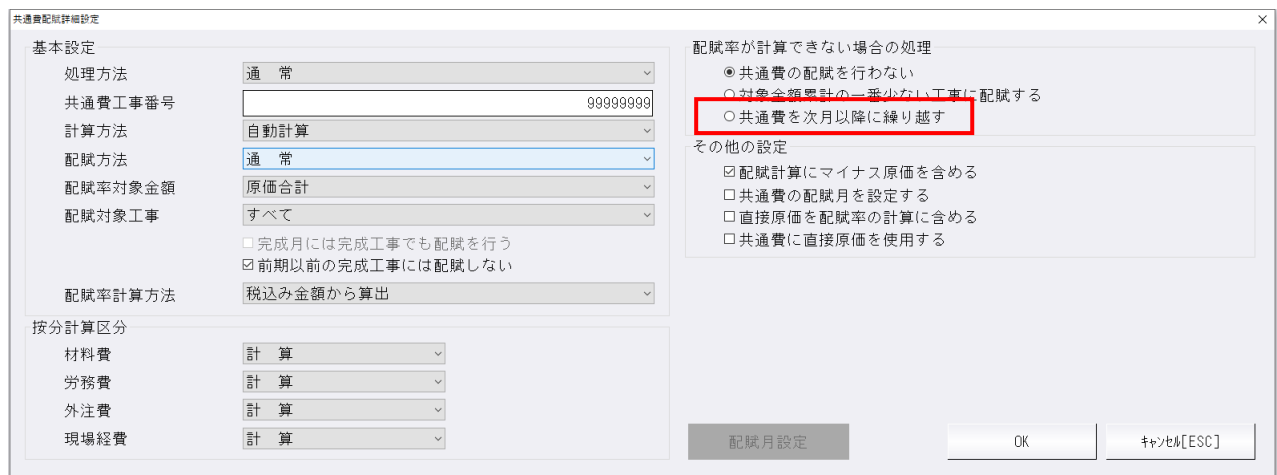 共通費配賦詳細設定
基本設定
処理方法 通　常
共通費工事番号 99999999
計算方法 自動計算
配賦方法 通　常
配賦率対象金額 原価合計
配賦対象工事 すべて
完成月には完成工事でも配賦を行う
前期以前の完成工事には配賦しない
配賦率計算方法 税込み金額から算出
按分計算区分
材料費 計　算
労務費 計　算
外注費 計　算
現場経費 計　算
配賦率が計算できない場合の処理
共通費の配賦を行わない
対象金額累計の一番少ない工事に配賦する
共通費を次月以降に繰り越す
その他の設定
配賦計算にマイナス原価を含める
共通費の配賦月を設定する
直接原価を配賦率の計算に含める
共通費に直接原価を使用する
配賦月設定
OK
ｷｬﾝｾﾙ[ESC]